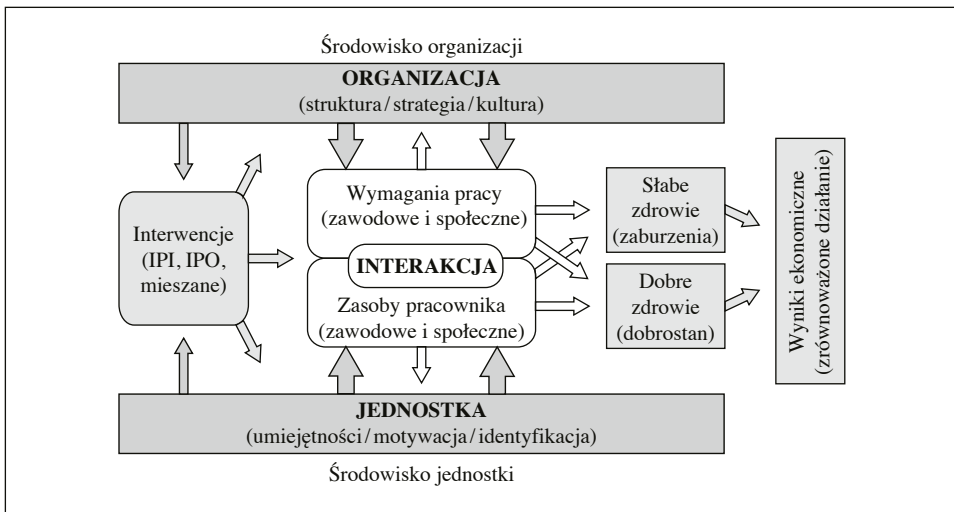 Środowisko organizacji
ORGANIZACJA
(struktura / strategia / kultura)
Interwencje
(IPI, IPO,
mieszane)
Wymagania pracy
(zawodowe i społeczne)
INTERAKCJA
Zasoby pracownika
(zawodowe i społeczne)
Słabe
zdrowie
(zaburzenia)
Dobre
zdrowie
(dobrostan)
Wyniki ekonomiczne
(zrównoważone działanie)
JEDNOSTKA
(umiejętności / motywacja / identyfikacja)
Środowisko jednostki